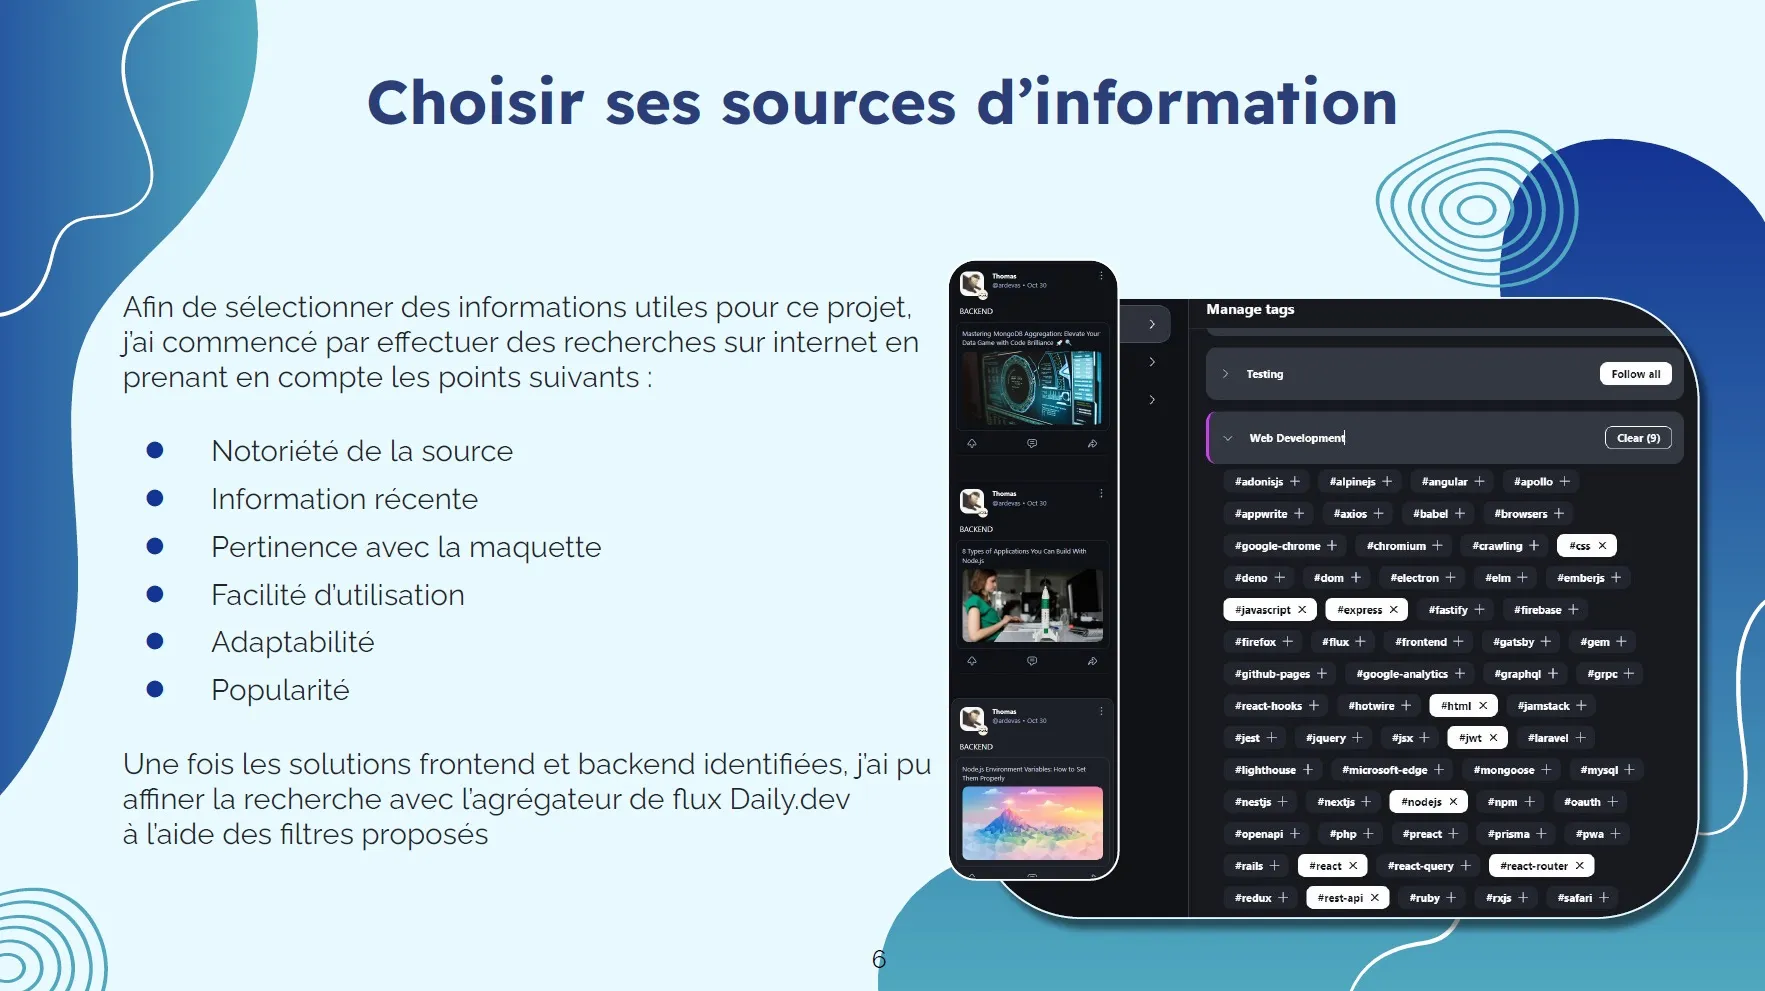 Choisir ses sources d’information
Afin de sélectionner des informations utiles pour ce projet,
j’ai commencé par effectuer des recherches sur internet en
prenant en compte les points suivants :
Notoriété de la source
Information récente
Pertinence avec la maquette
Facilité d’utilisation
Adaptabilité
Popularité
Une fois les solutions frontend et backend identifiées, j’ai pu
affiner la recherche avec l’agrégateur de flux Daily.dev
à l’aide des filtres proposés
Thomas
@ardevas • Oct 30
BACKEND
Mastering MongoDB Aggregation: Elevate Your
Data Game with Code Brilliance 🚀🔍
Thomas
@ardevas • Oct 30
BACKEND
8 Types of Applications You Can Build With
Node.js
Thomas
@ardevas • Oct 30
BACKEND
Node.js Environment Variables: How to Set
Them Properly
Manage tags
Testing Follow all
Web Development Clear (9)
#adonisjs + #alpinejs + #angular + #apollo +
#appwrite + #axios + #babel + #browsers +
#google-chrome + #chromium + #crawling + #css ×
#deno + #dom + #electron + #elm + #emberjs +
#javascript × #express × #fastify + #firebase +
#firefox + #flux + #frontend + #gatsby + #gem +
#github-pages + #google-analytics + #graphql + #grpc +
#react-hooks + #hotwire + #html × #jamstack +
#jest + #jquery + #jsx + #jwt × #laravel +
#lighthouse + #microsoft-edge + #mongoose + #mysql +
#nestjs + #nextjs + #nodejs × #npm + #oauth +
#openapi + #php + #preact + #prisma + #pwa +
#rails + #react × #react-query + #react-router ×
#redux + #rest-api × #ruby + #rxjs + #safari +
6